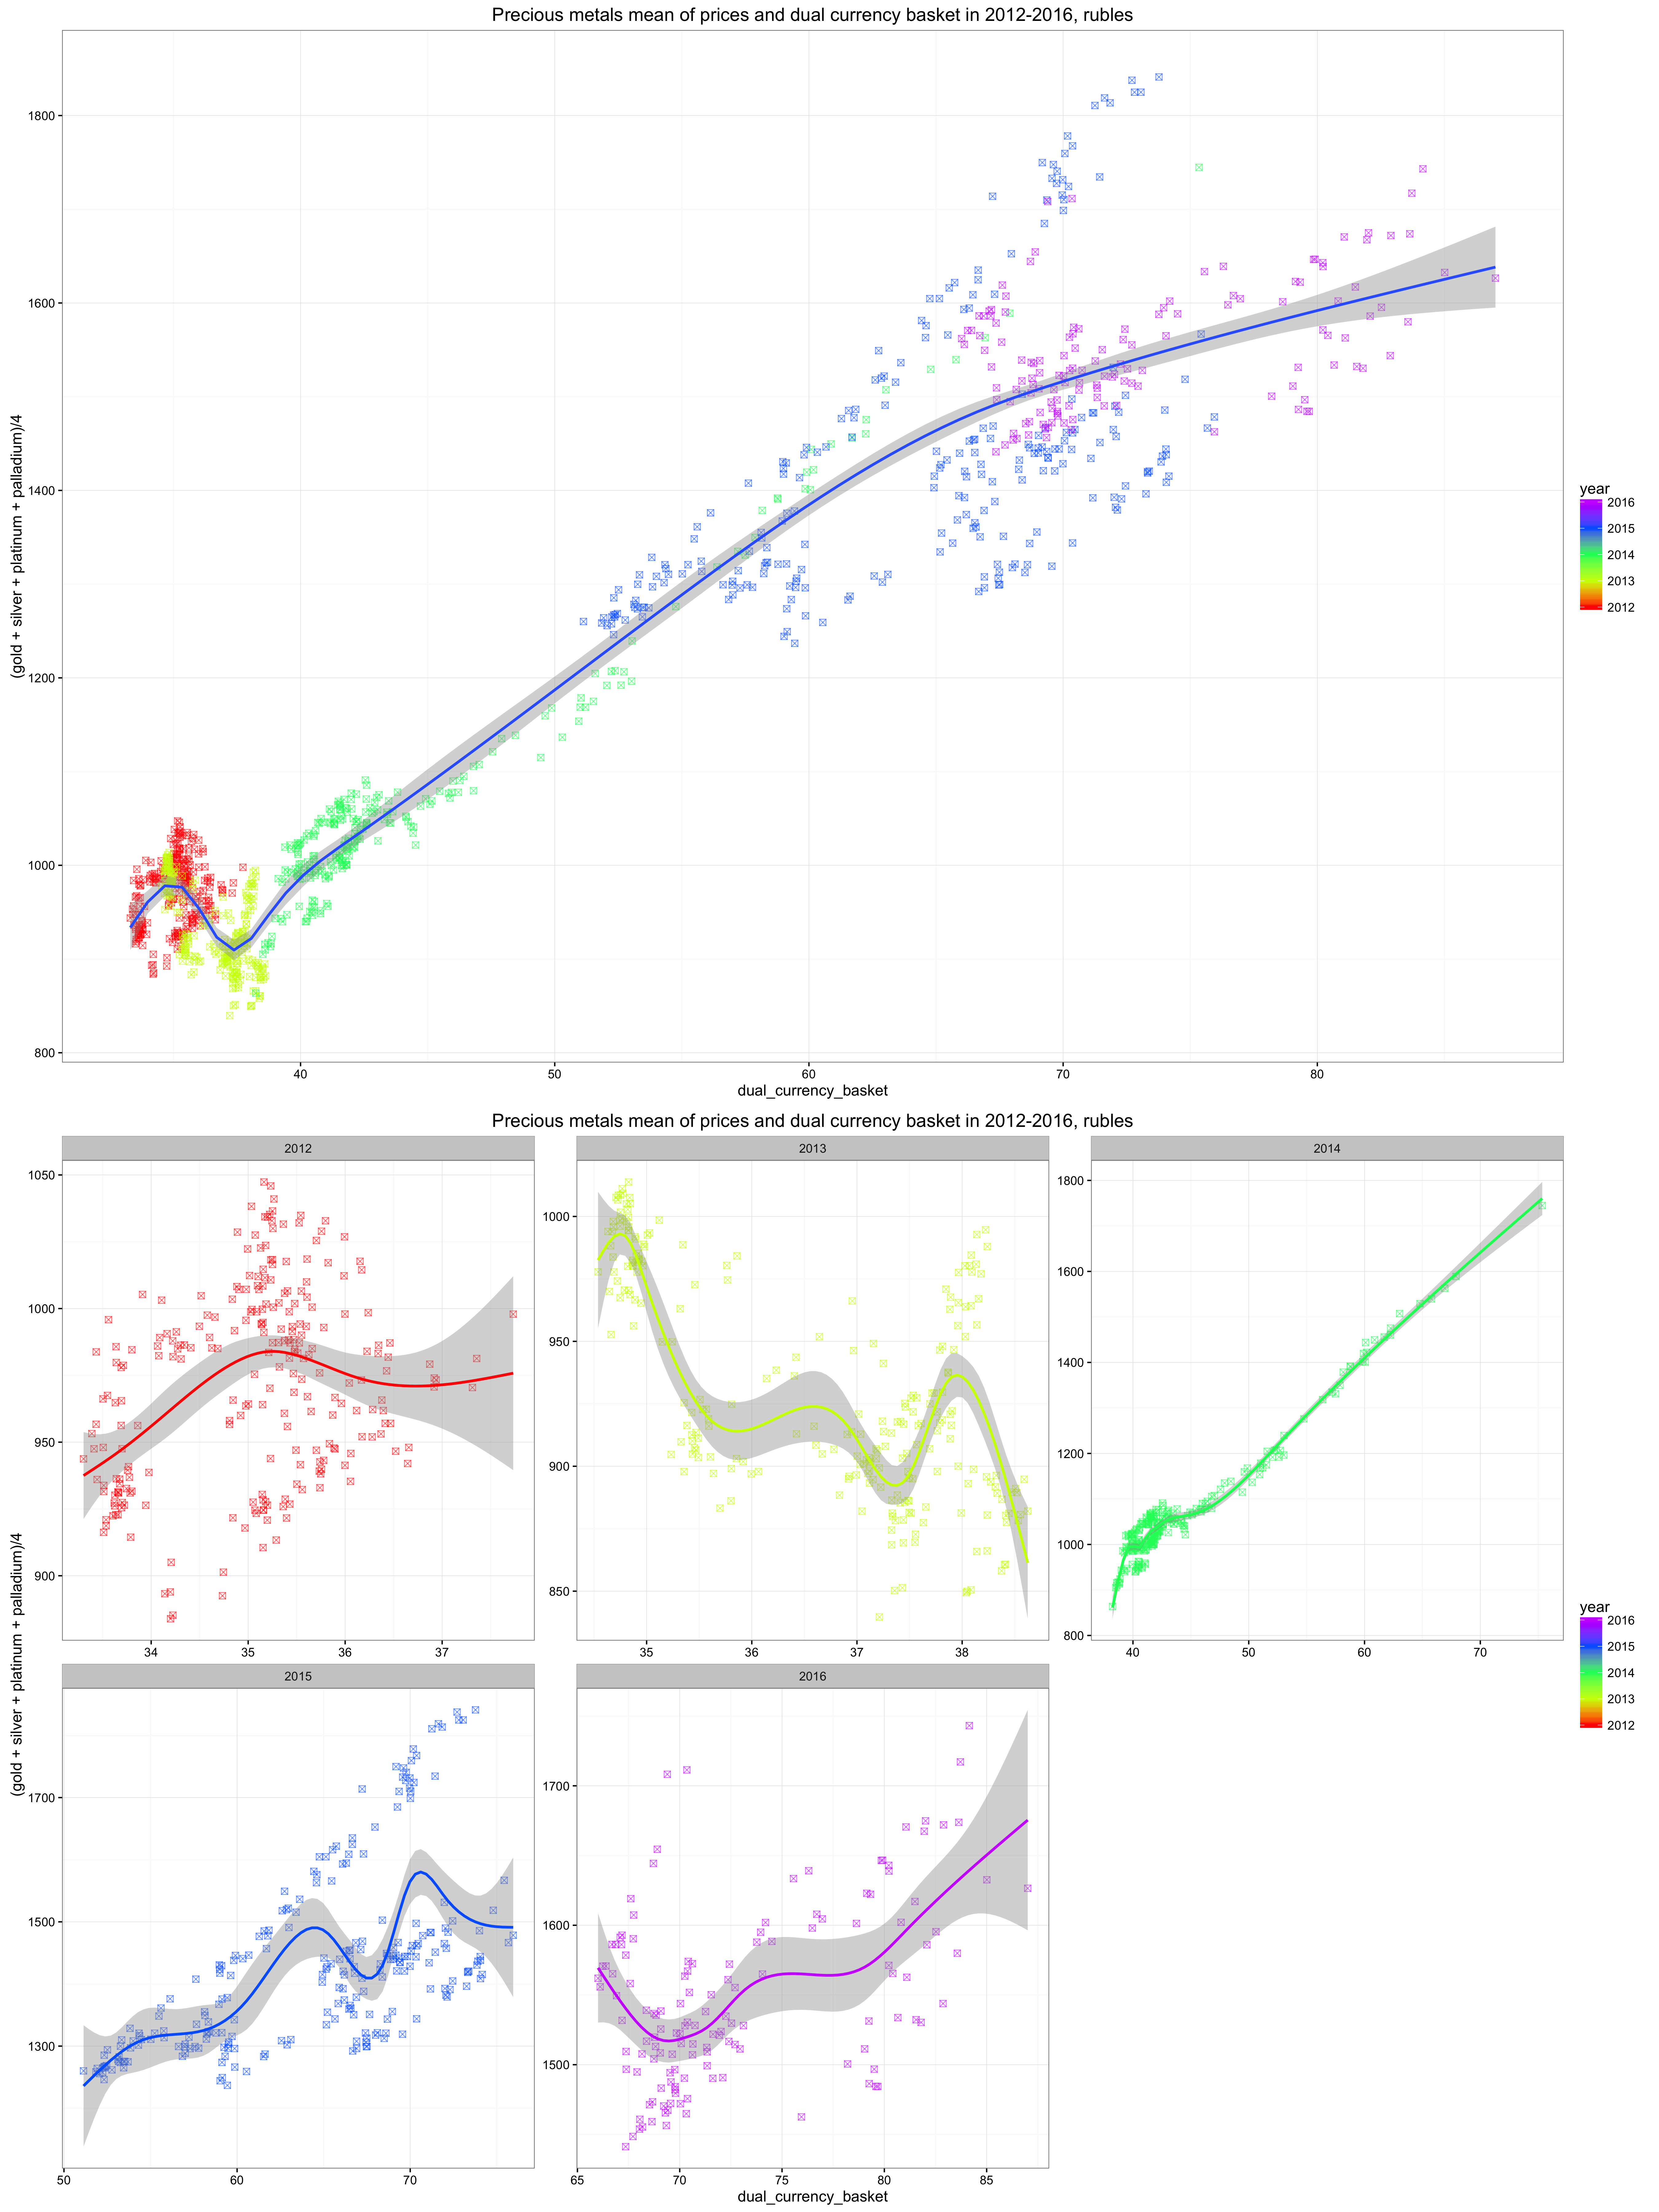 Precious metals mean of prices and dual currency basket in 2012-2016, rubles
1800
1600
1400
1200
1000
800
(gold + silver + platinum + palladium)/4
40 50 60 70 80
dual_currency_basket
year
2016
2015
2014
2013
2012
Precious metals mean of prices and dual currency basket in 2012-2016, rubles
2012 2013 2014
1050
1000
950
900
34 35 36 37
1000
950
900
850
35 36 37 38
1800
1600
1400
1200
1000
800
40 50 60 70
(gold + silver + platinum + palladium)/4
2015 2016
1700
1500
1300
50 60 70
1700
1600
1500
65 70 75 80 85
dual_currency_basket
year
2016
2015
2014
2013
2012